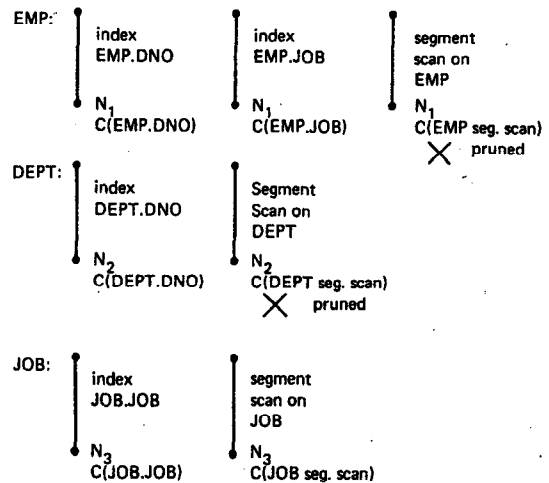 EMP:
index
EMP.DNO
N1
C(EMP.DNO)
index
EMP.JOB
N1
C(EMP.JOB)
segment
scan on
EMP
N1
C(EMP seg. scan)
pruned
DEPT:
index
DEPT.DNO
N2
C(DEPT.DNO)
Segment
Scan on
DEPT
N2
C(DEPT seg. scan)
pruned
JOB:
index
JOB.JOB
N3
C(JOB.JOB)
segment
scan on
JOB
N3
C(JOB seg. scan)